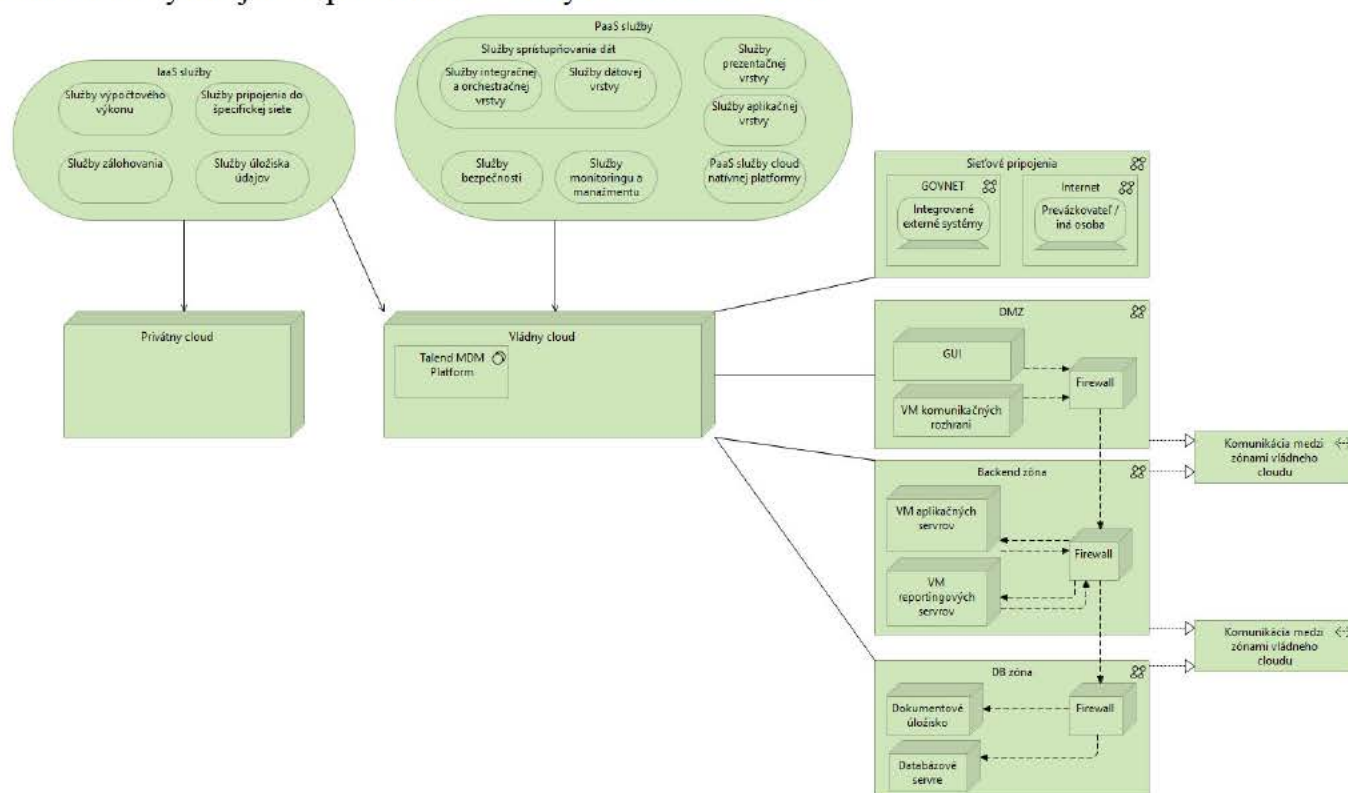 PaaS služby
Služby sprístupňovania dát
Služby integračnej
a orchestračnej
vrstvy
Služby dátovej
vrstvy
Služby
prezentačnej
vrstvy
Služby aplikačnej
vrstvy
Služby
bezpečnosti
Služby
monitoringu a
manažmentu
PaaS služby cloud
natívnej platformy
IaaS služby
Služby výpočtového
výkonu
Služby pripojenia do
špecifickej siete
Služby zálohovania
Služby úložiska
údajov
Privátny cloud
Vládny cloud
Talend MDM
Platform
Sieťové pripojenia
GOVNET
Integrované
externé systémy
Internet
Prevázkovateľ /
iná osoba
DMZ
GUI
VM komunikačných
rozhraní
Firewall
Komunikácia medzi
zónami vládneho
cloudu
Backend zóna
VM aplikačných
servrov
VM
reportingových
servrov
Firewall
Komunikácia medzi
zónami vládneho
cloudu
DB zóna
Dokumentové
úložisko
Databázové
servre
Firewall